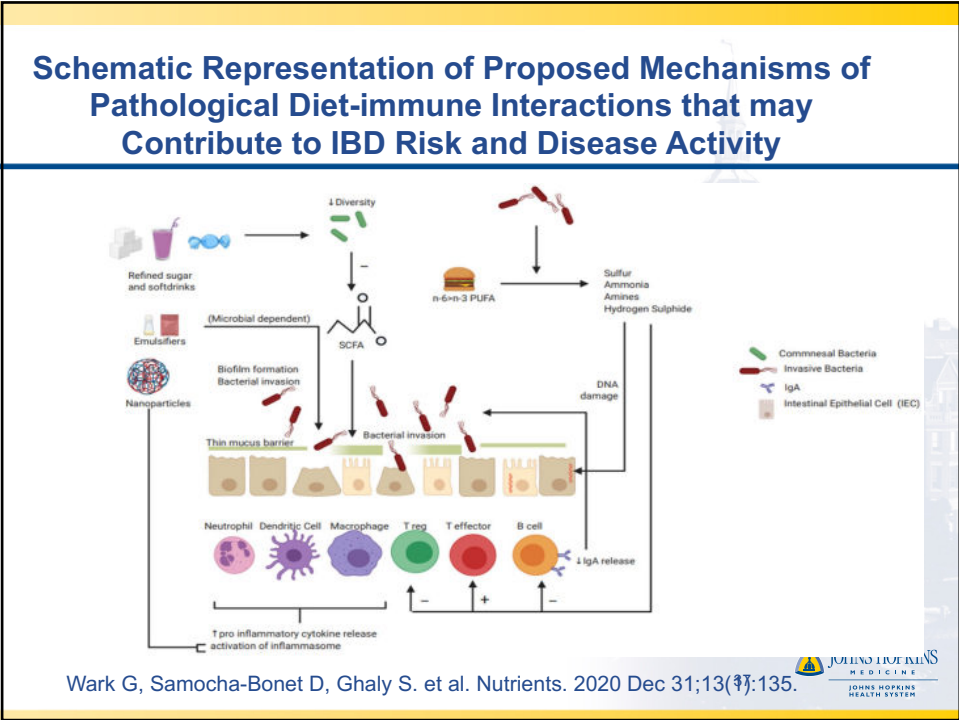 Schematic Representation of Proposed Mechanisms of
Pathological Diet-immune Interactions that may
Contribute to IBD Risk and Disease Activity
↓Diversity
Refined sugar
and softdrinks
–
n-6>n-3 PUFA
Sulfur
Ammonia
Amines
Hydrogen Sulphide
(Microbial dependent)
Emulsifiers
O
O
SCFA
Commnesal Bacteria
Invasive Bacteria
IgA
Intestinal Epithelial Cell (IEC)
Biofilm formation
Bacterial invasion
Nanoparticles
DNA
damage
Thin mucus barrier
Bacterial invasion
Neutrophil Dendritic Cell Macrophage T reg T effector B cell
↓IgA release
– + –
↑pro inflammatory cytokine release
activation of inflammasome
Wark G, Samocha-Bonet D, Ghaly S. et al. Nutrients. 2020 Dec 31;13(1):135.
37
JOHNS HOPKINS
MEDICINE
JOHNS HOPKINS
HEALTH SYSTEM